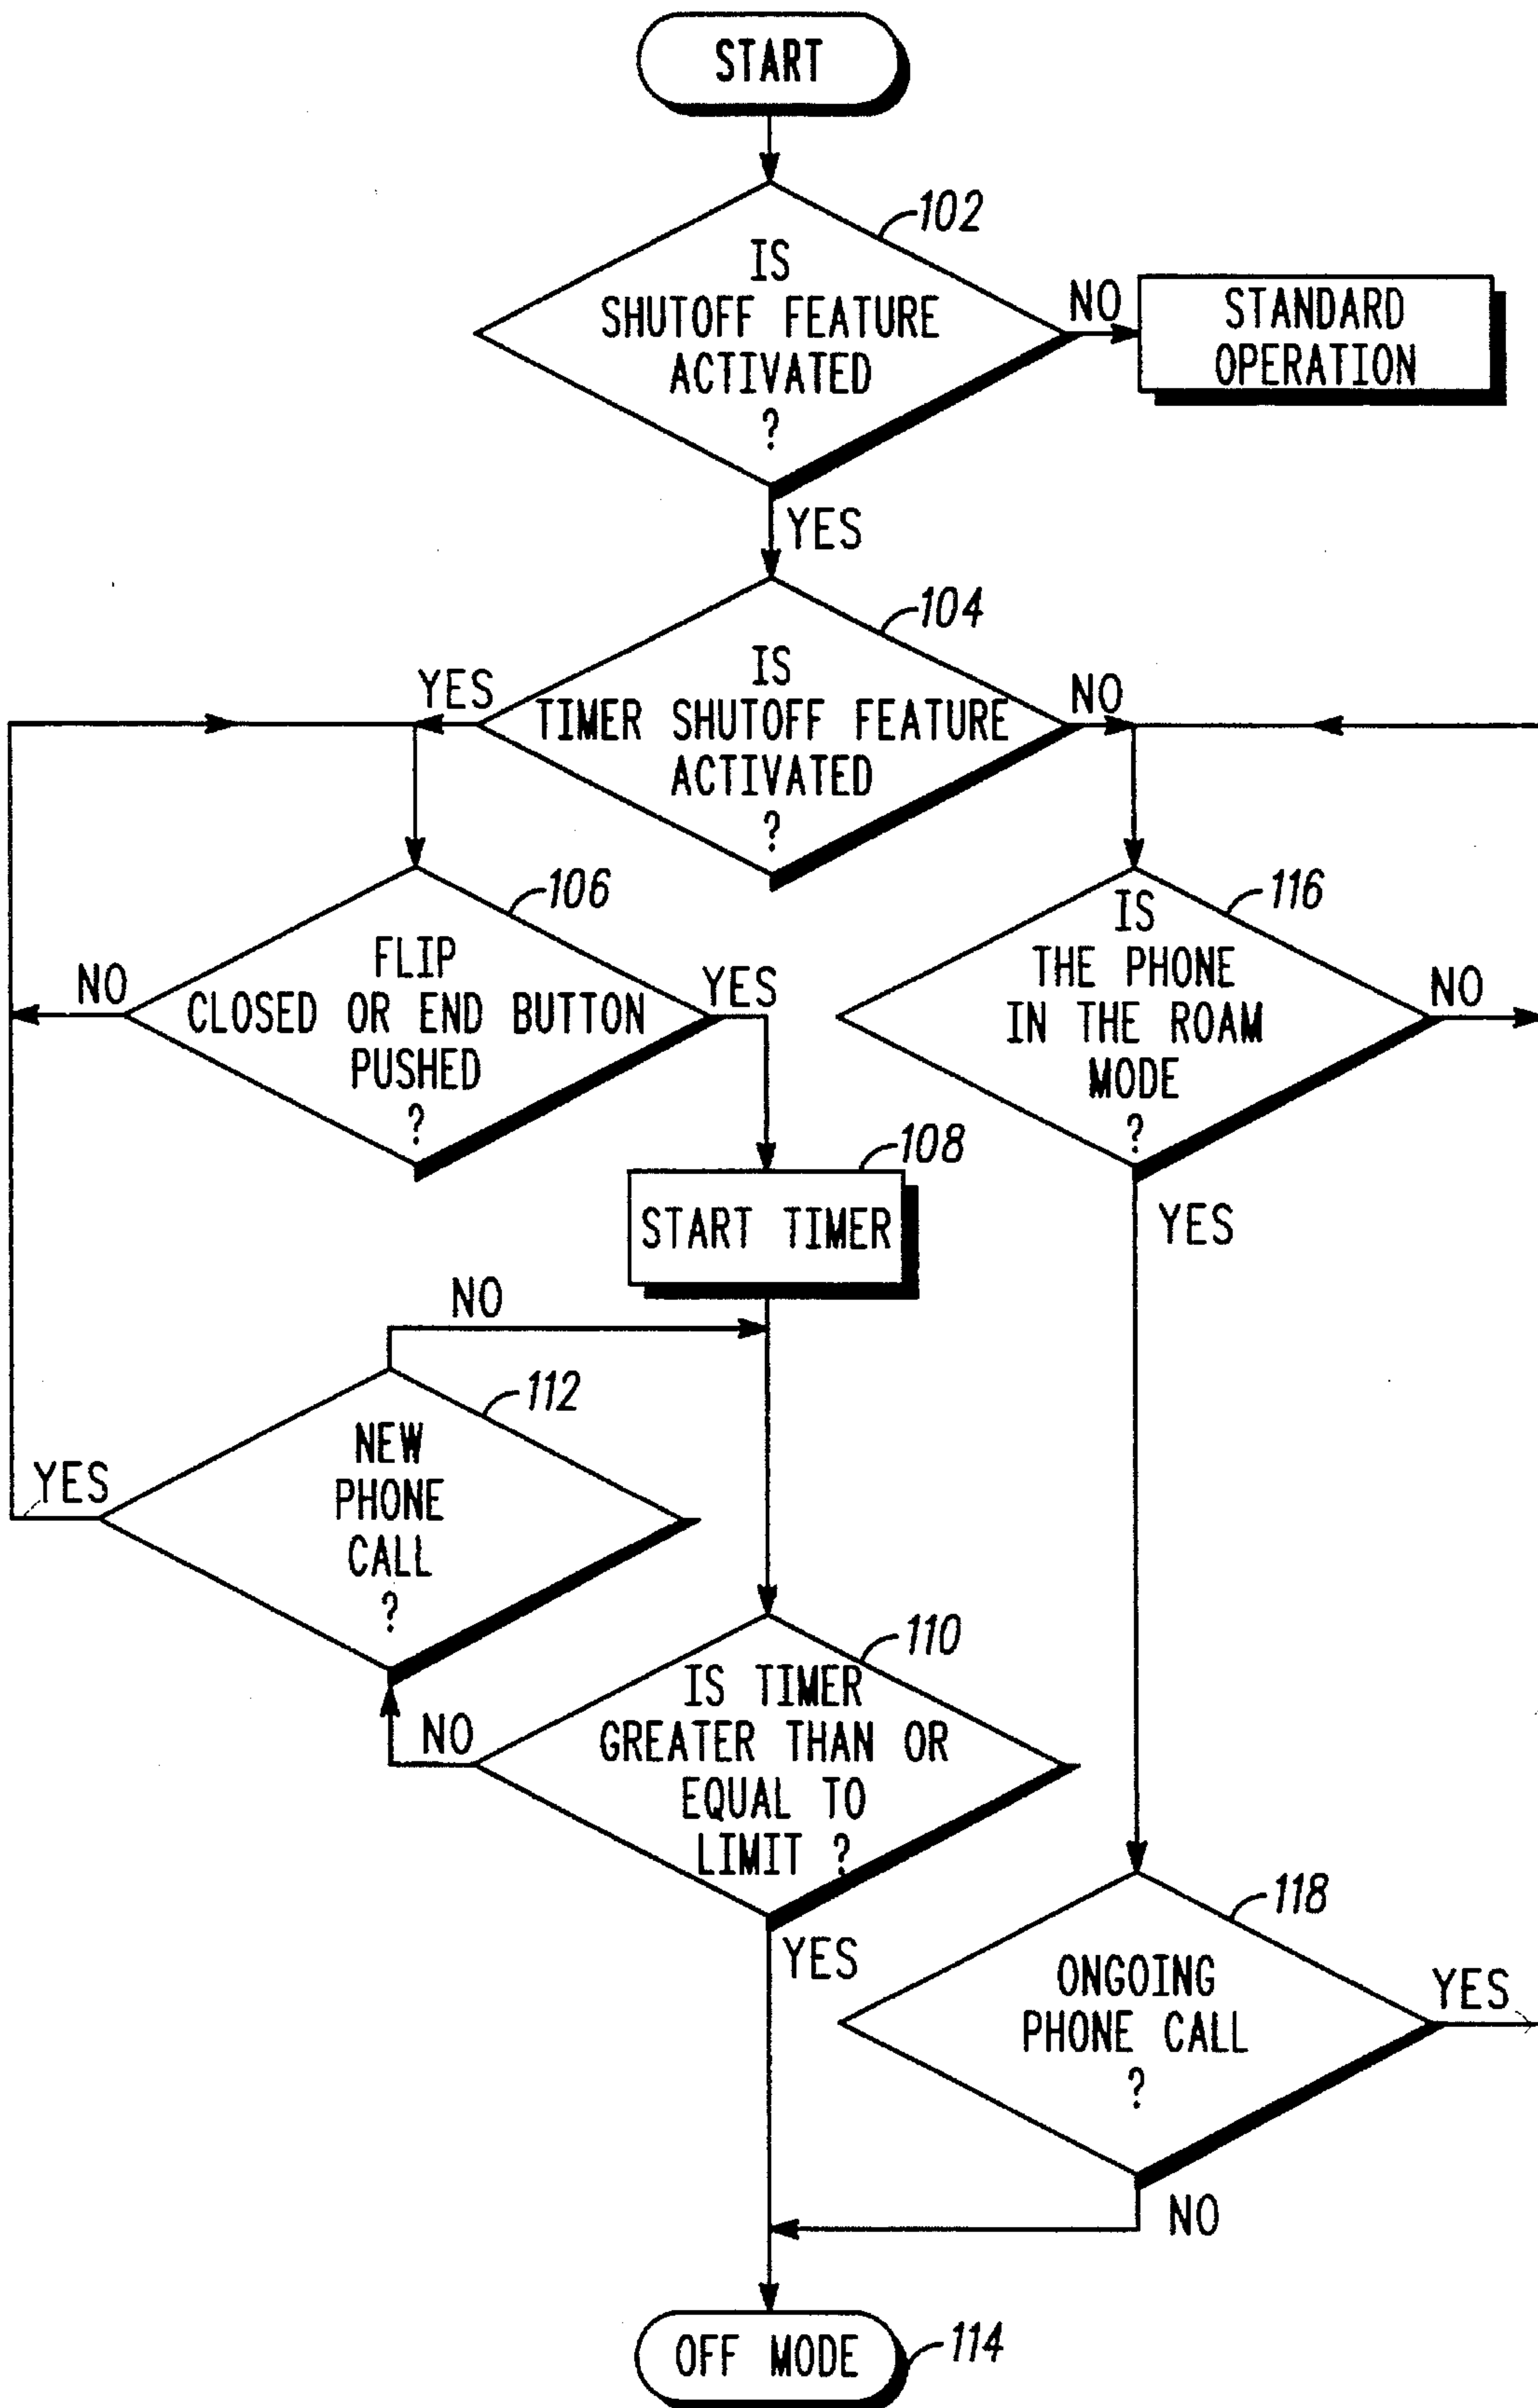 START
102
IS
SHUTOFF FEATURE
ACTIVATED
?
NO
STANDARD
OPERATION
YES
104
YES
IS
TIMER SHUTOFF FEATURE
ACTIVATED
?
NO
106
NO
FLIP
CLOSED OR END BUTTON
PUSHED
?
YES
116
IS
THE PHONE
IN THE ROAM
MODE
?
NO
YES
108
START TIMER
NO
112
YES
NEW
PHONE
CALL
?
110
NO
IS TIMER
GREATER THAN OR
EQUAL TO
LIMIT ?
YES
118
ONGOING
PHONE CALL
?
YES
NO
OFF MODE
114